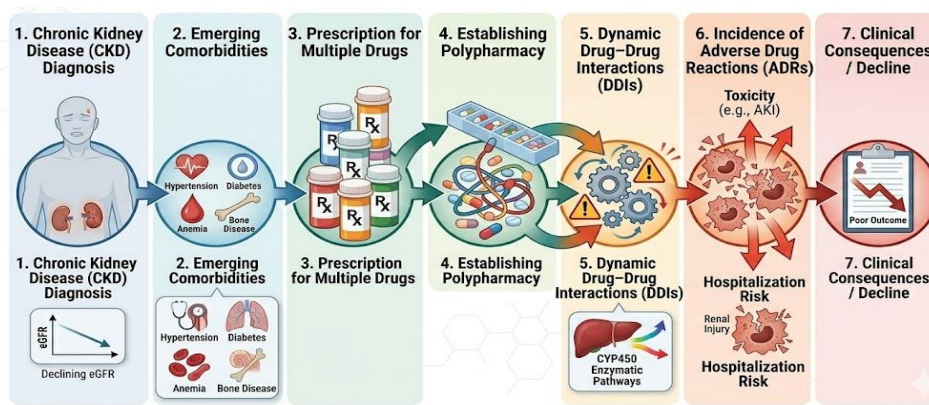 1. Chronic Kidney
Disease (CKD)
Diagnosis
2. Emerging
Comorbidities
Hypertension
Diabetes
Anemia
Bone
Disease
3. Prescription for
Multiple Drugs
Rx
Rx
Rx
Rx
Rx
Rx
4. Establishing
Polypharmacy
5. Dynamic
Drug–Drug
Interactions
(DDIs)
6. Incidence of
Adverse Drug
Reactions (ADRs)
Toxicity
(e.g., AKI)
7. Clinical
Consequences
/ Decline
Poor Outcome
1. Chronic Kidney
Disease (CKD)
Diagnosis
eGFR
Declining eGFR
2. Emerging
Comorbidities
Hypertension
Diabetes
Anemia
Bone Disease
3. Prescription
for Multiple Drugs
4. Establishing
Polypharmacy
5. Dynamic
Drug–Drug
Interactions (DDIs)
CYP450
Enzymatic
Pathways
Hospitalization
Risk
Renal
Injury
Hospitalization
Risk
7. Clinical
Consequences
/ Decline